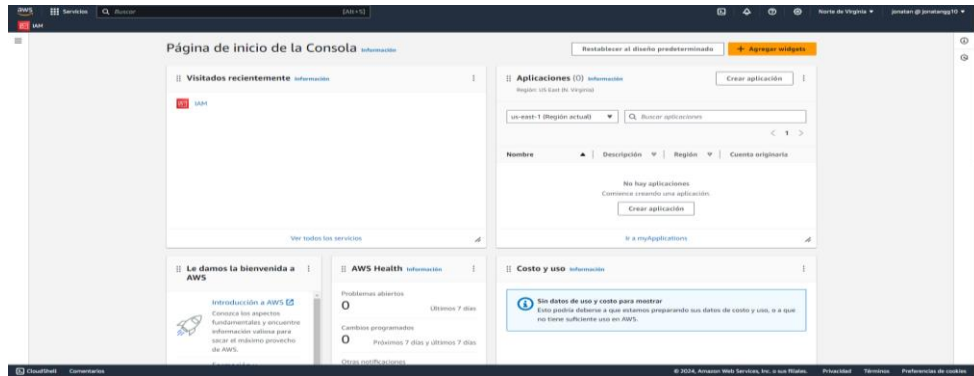 aws
Servicios
Buscar
[Alt+S]
Norte de Virginia
jonatan @ jonatangg10
IAM
Página de inicio de la Consola Información
Restablecer al diseño predeterminado
+ Agregar widgets
Visitados recientemente Información
IAM
Ver todos los servicios
Aplicaciones (0) Información
Región: US East (N. Virginia)
Crear aplicación
us-east-1 (Región actual)
Buscar aplicaciones
1
Nombre
Descripción
Región
Cuenta originaria
No hay aplicaciones
Comience creando una aplicación.
Crear aplicación
Ir a myApplications
Le damos la bienvenida a
AWS
Introducción a AWS
Conozca los aspectos
fundamentales y encuentre
información valiosa para
sacar el máximo provecho
de AWS.
AWS Health Información
Problemas abiertos
0
Últimos 7 días
Cambios programados
0
Próximos 7 días y últimos 7 días
Otras notificaciones
Costo y uso Información
Sin datos de uso y costo para mostrar
Esto podría deberse a que estamos preparando sus datos de costo y uso, o a que
no tiene suficiente uso en AWS.
CloudShell
Comentarios
© 2024, Amazon Web Services, Inc. o sus filiales.
Privacidad
Términos
Preferencias de cookies